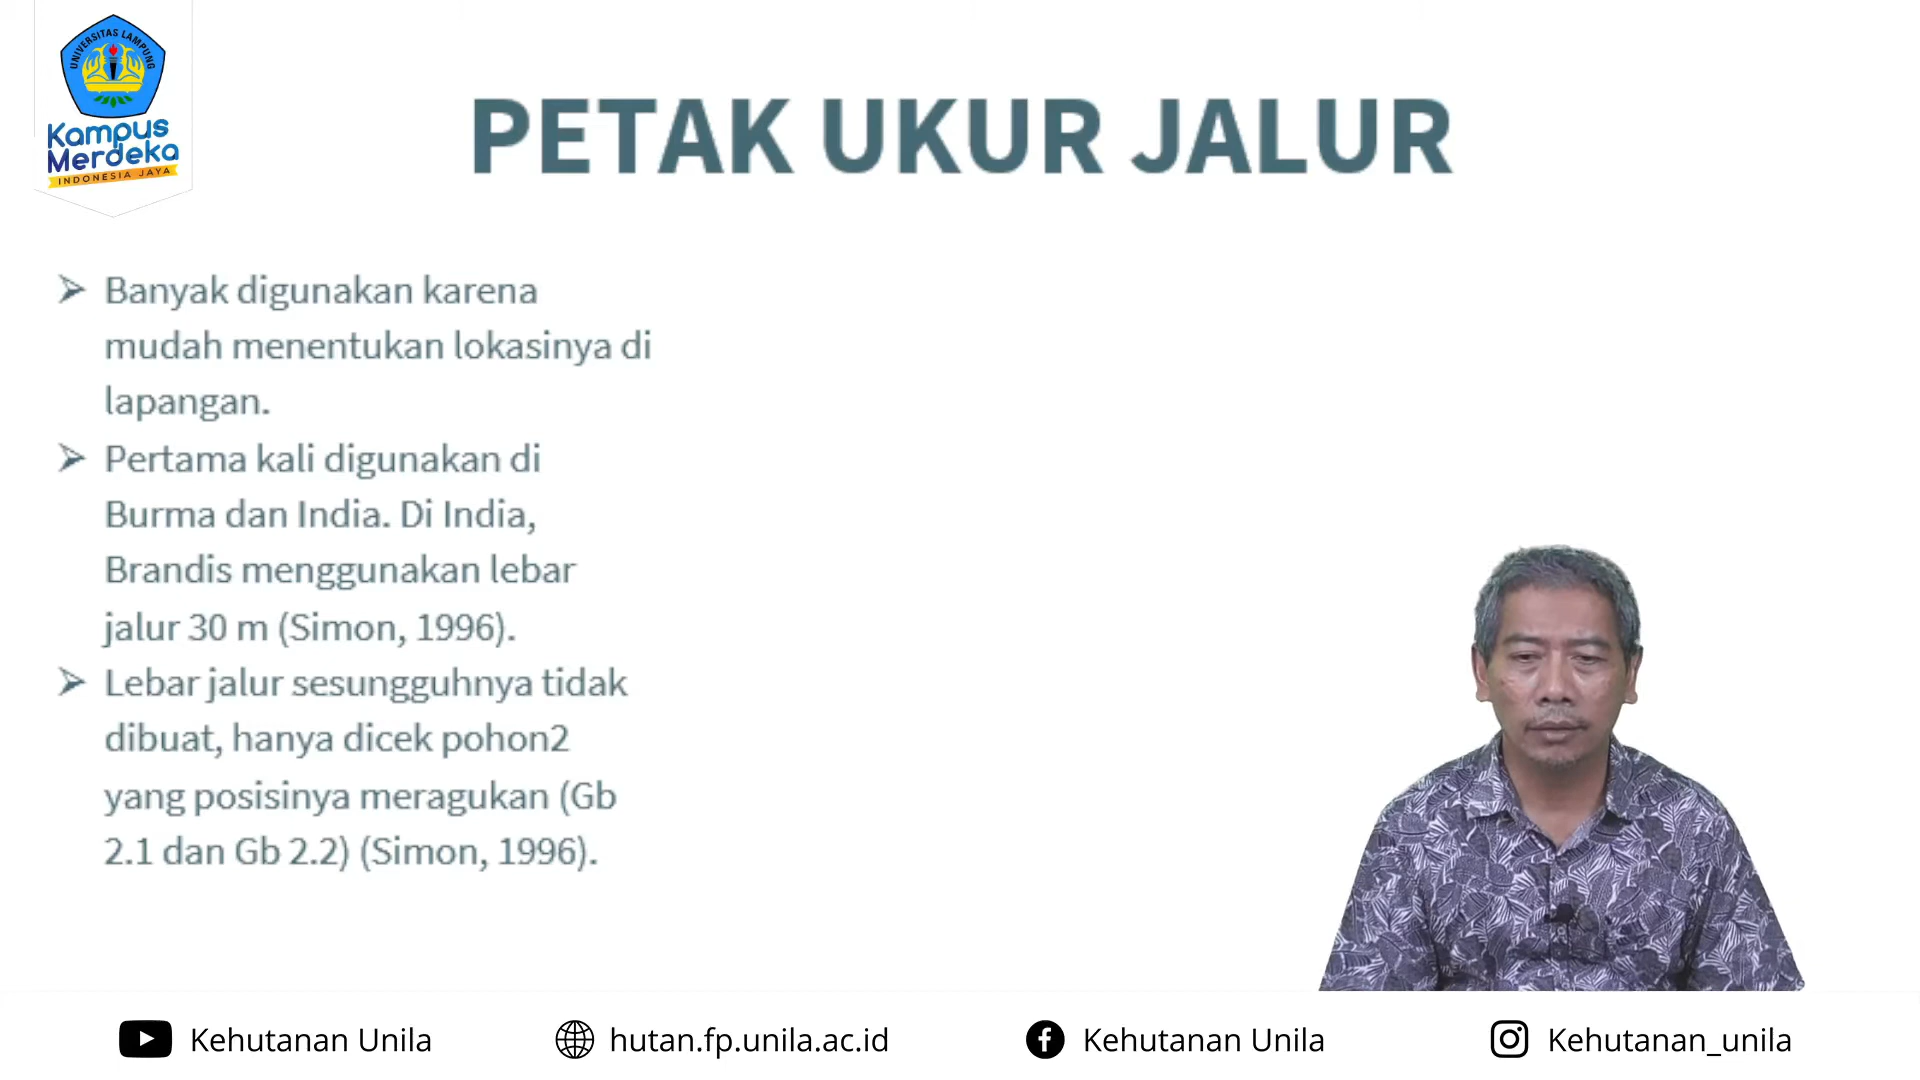 UNIVERSITAS LAMPUNG
Kampus
Merdeka
INDONESIA JAYA
PETAK UKUR JALUR
Banyak digunakan karena
mudah menentukan lokasinya di
lapangan.
Pertama kali digunakan di
Burma dan India. Di India,
Brandis menggunakan lebar
jalur 30 m (Simon, 1996).
Lebar jalur sesungguhnya tidak
dibuat, hanya dicek pohon2
yang posisinya meragukan (Gb
2.1 dan Gb 2.2) (Simon, 1996).
Kehutanan Unila
hutan.fp.unila.ac.id
Kehutanan Unila
Kehutanan_unila